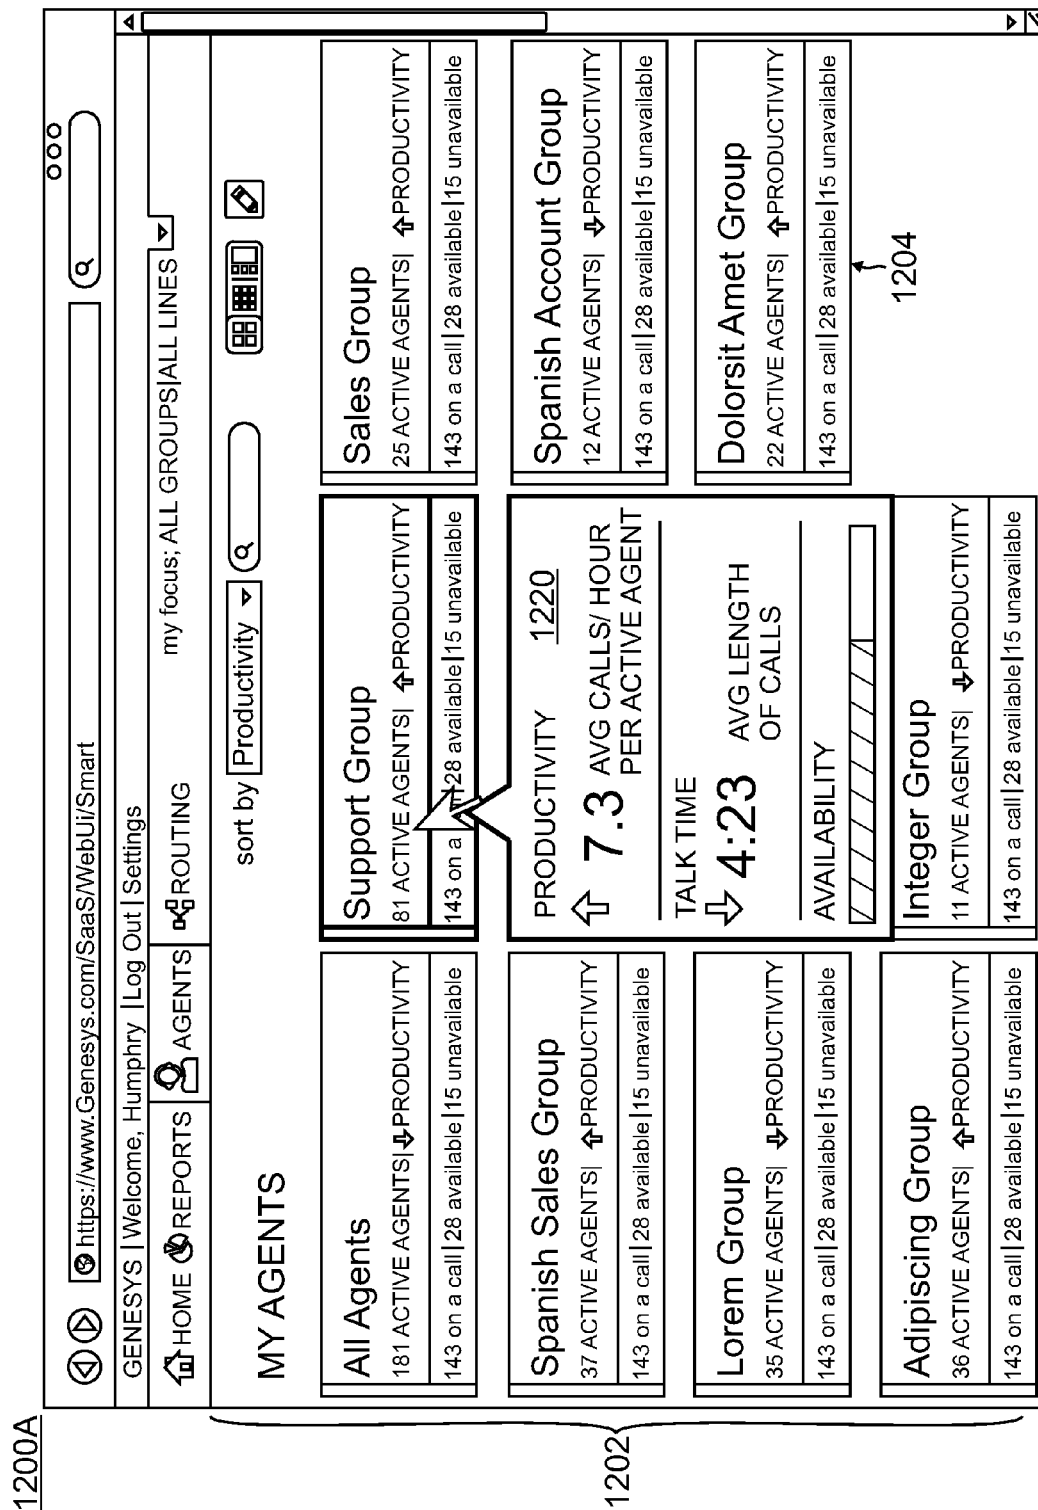 1200A
https://www.Genesys.com/SaaS/WebUi/Smart
GENESYS | Welcome, Humphry | Log Out | Settings
HOME REPORTS AGENTS ROUTING my focus; ALL GROUPS|ALL LINES
MY AGENTS
sort by Productivity
All Agents
181 ACTIVE AGENTS| PRODUCTIVITY
143 on a call|28 available|15 unavailable
Support Group
81 ACTIVE AGENTS| PRODUCTIVITY
143 on a 28 available|15 unavailable
Sales Group
25 ACTIVE AGENTS| PRODUCTIVITY
143 on a call|28 available|15 unavailable
Spanish Sales Group
37 ACTIVE AGENTS| PRODUCTIVITY
143 on a call|28 available|15 unavailable
PRODUCTIVITY 1220
7.3 AVG CALLS/ HOUR
PER ACTIVE AGENT
TALK TIME
4:23 AVG LENGTH
OF CALLS
AVAILABILITY
Spanish Account Group
12 ACTIVE AGENTS| PRODUCTIVITY
143 on a call|28 available|15 unavailable
Lorem Group
35 ACTIVE AGENTS| PRODUCTIVITY
143 on a call|28 available|15 unavailable
Dolorsit Amet Group
22 ACTIVE AGENTS| PRODUCTIVITY
143 on a call|28 available|15 unavailable
1204
Adipiscing Group
36 ACTIVE AGENTS| PRODUCTIVITY
143 on a call|28 available|15 unavailable
Integer Group
11 ACTIVE AGENTS| PRODUCTIVITY
143 on a call|28 available|15 unavailable
1202